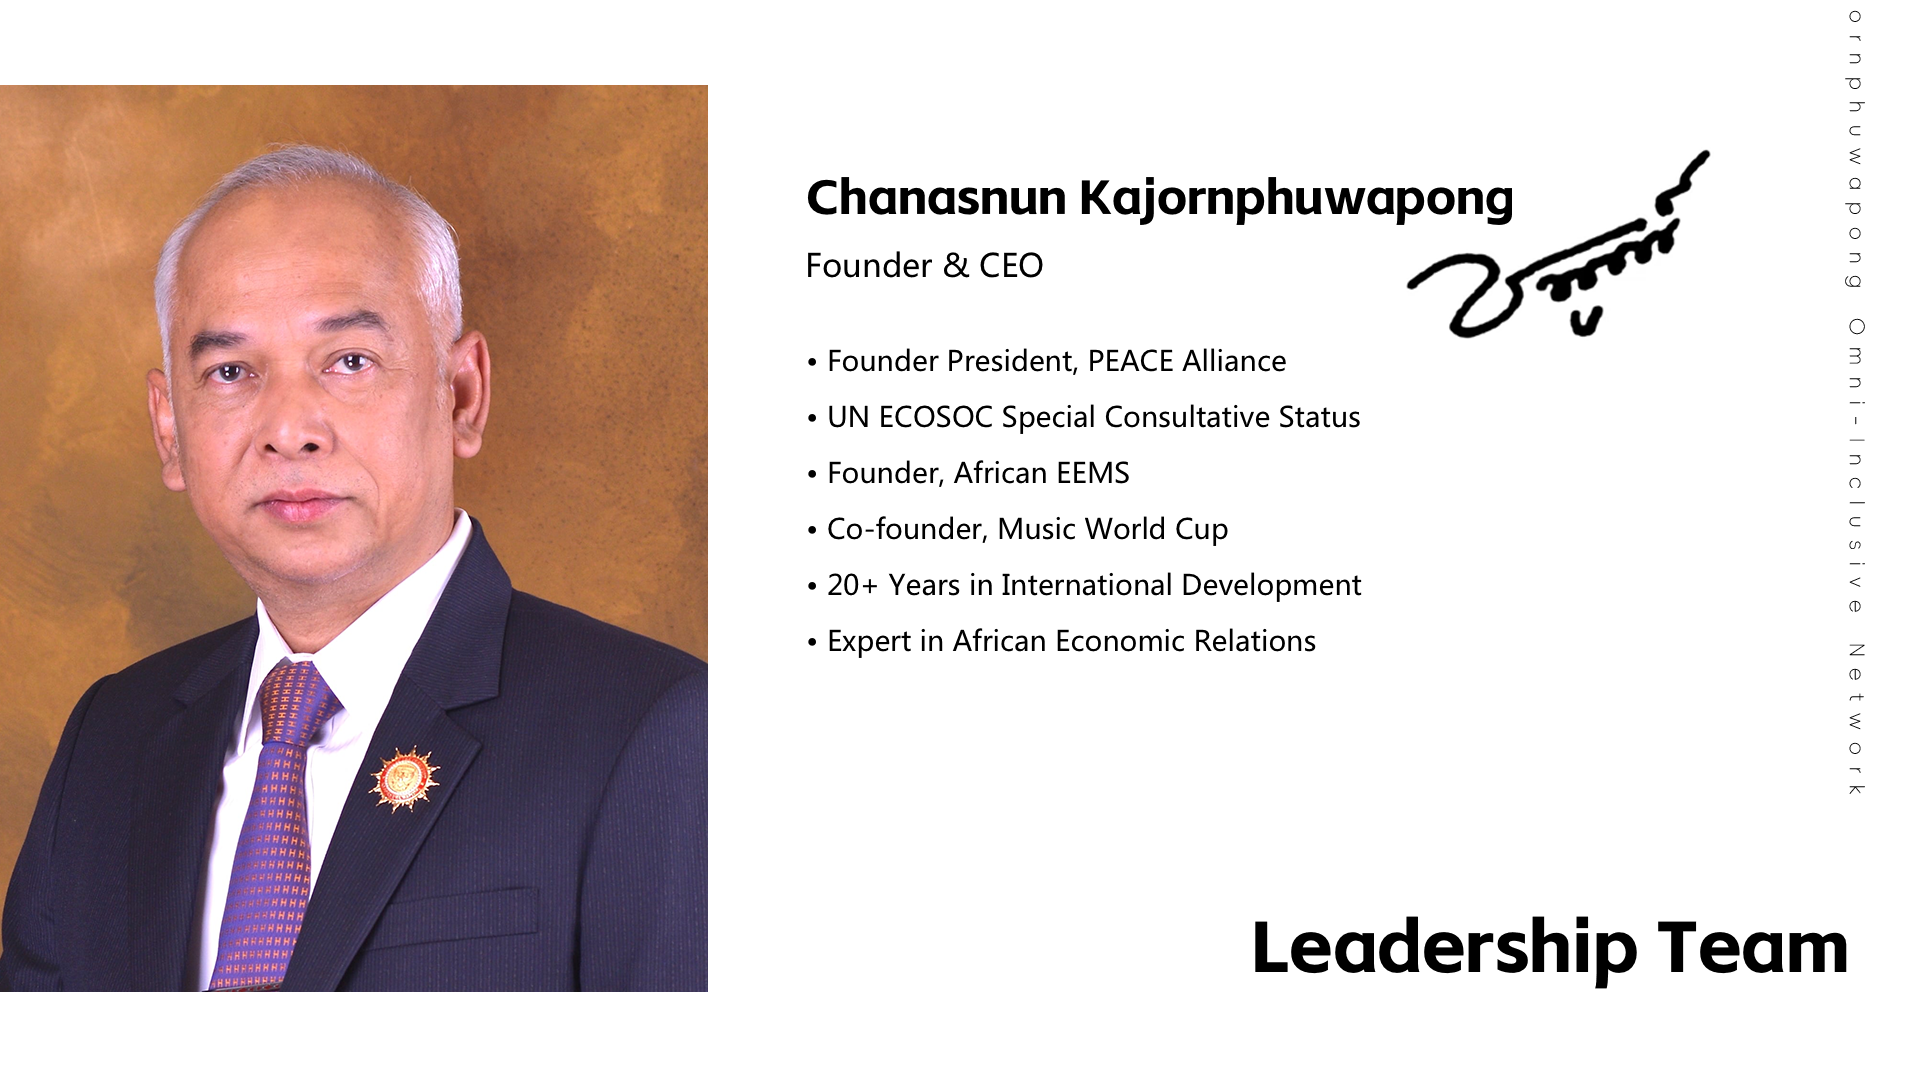 Chanasnun Kajornphuwapong
Founder & CEO
• Founder President, PEACE Alliance
• UN ECOSOC Special Consultative Status
• Founder, African EEMS
• Co-founder, Music World Cup
• 20+ Years in International Development
• Expert in African Economic Relations
Leadership Team
ornphuwapong Omni-Inclusive Network